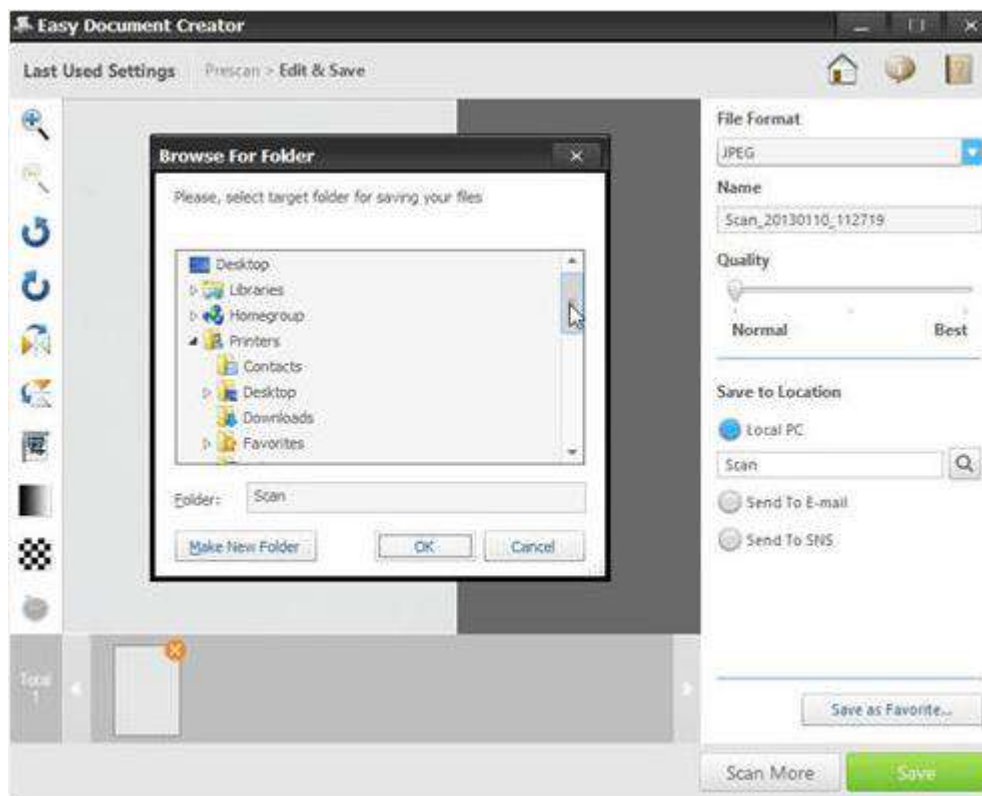 Easy Document Creator
Last Used Settings Prescan > Edit & Save
Browse For Folder
Please, select target folder for saving your files
Desktop
Libraries
Homegroup
Printers
Contacts
Desktop
Downloads
Favorites
Folder: Scan
Make New Folder OK Cancel
Total
1
File Format
JPEG
Name
Scan_20130110_112719
Quality
Normal Best
Save to Location
Local PC
Scan
Send To E-mail
Send To SNS
Save as Favorite...
Scan More Save